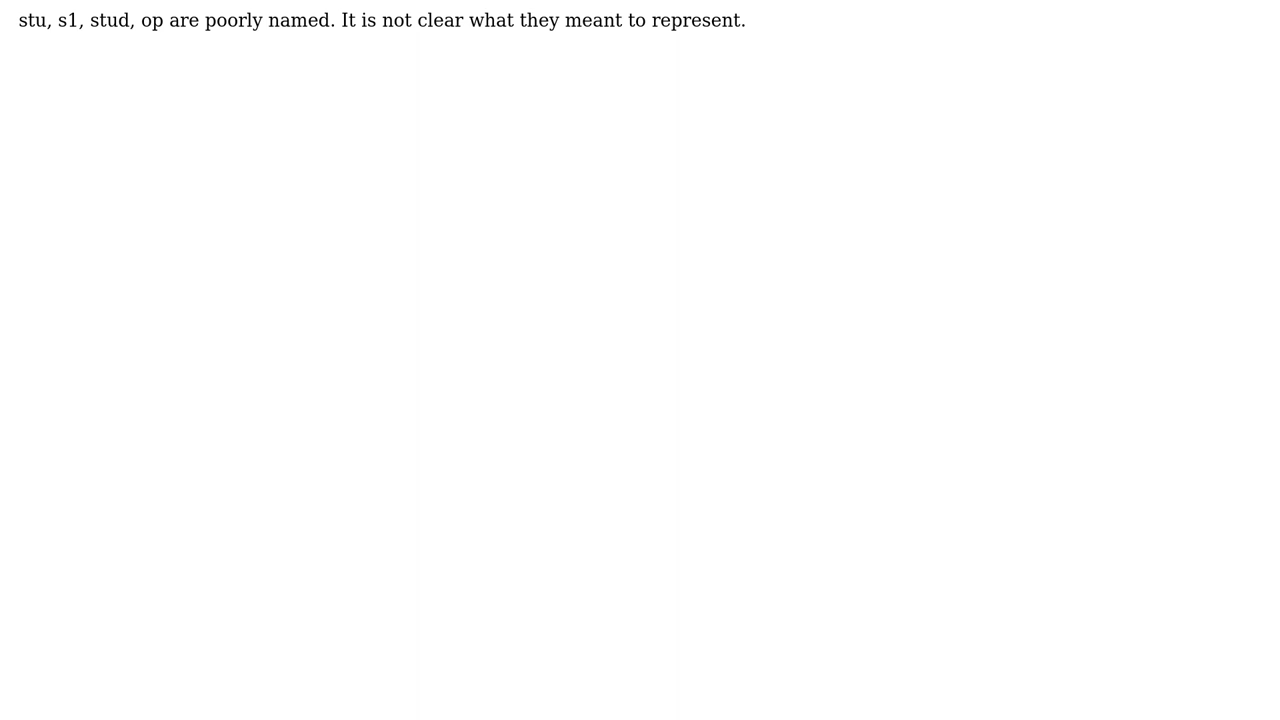 stu, s1, stud, op are poorly named. It is not clear what they meant to represent.